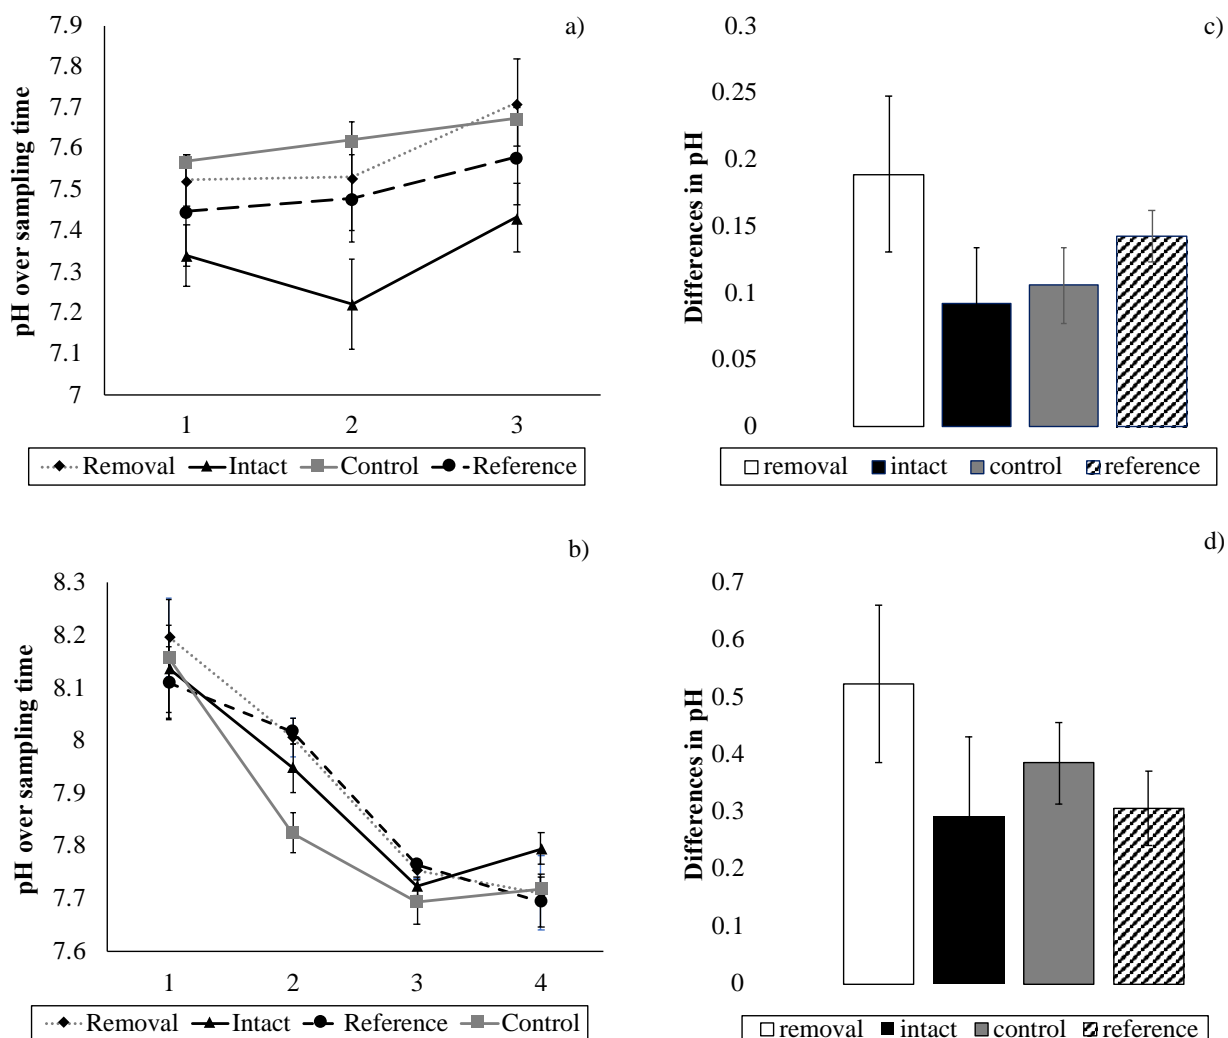 a)
pH over sampling time
7.9
7.8
7.7
7.6
7.5
7.4
7.3
7.2
7.1
7
1 2 3
Removal Intact Control Reference
c)
Differences in pH
0.3
0.25
0.2
0.15
0.1
0.05
0
removal intact control reference
b)
pH over sampling time
8.3
8.2
8.1
8
7.9
7.8
7.7
7.6
1 2 3 4
Removal Intact Reference Control
d)
Differences in pH
0.7
0.6
0.5
0.4
0.3
0.2
0.1
0
removal intact control reference